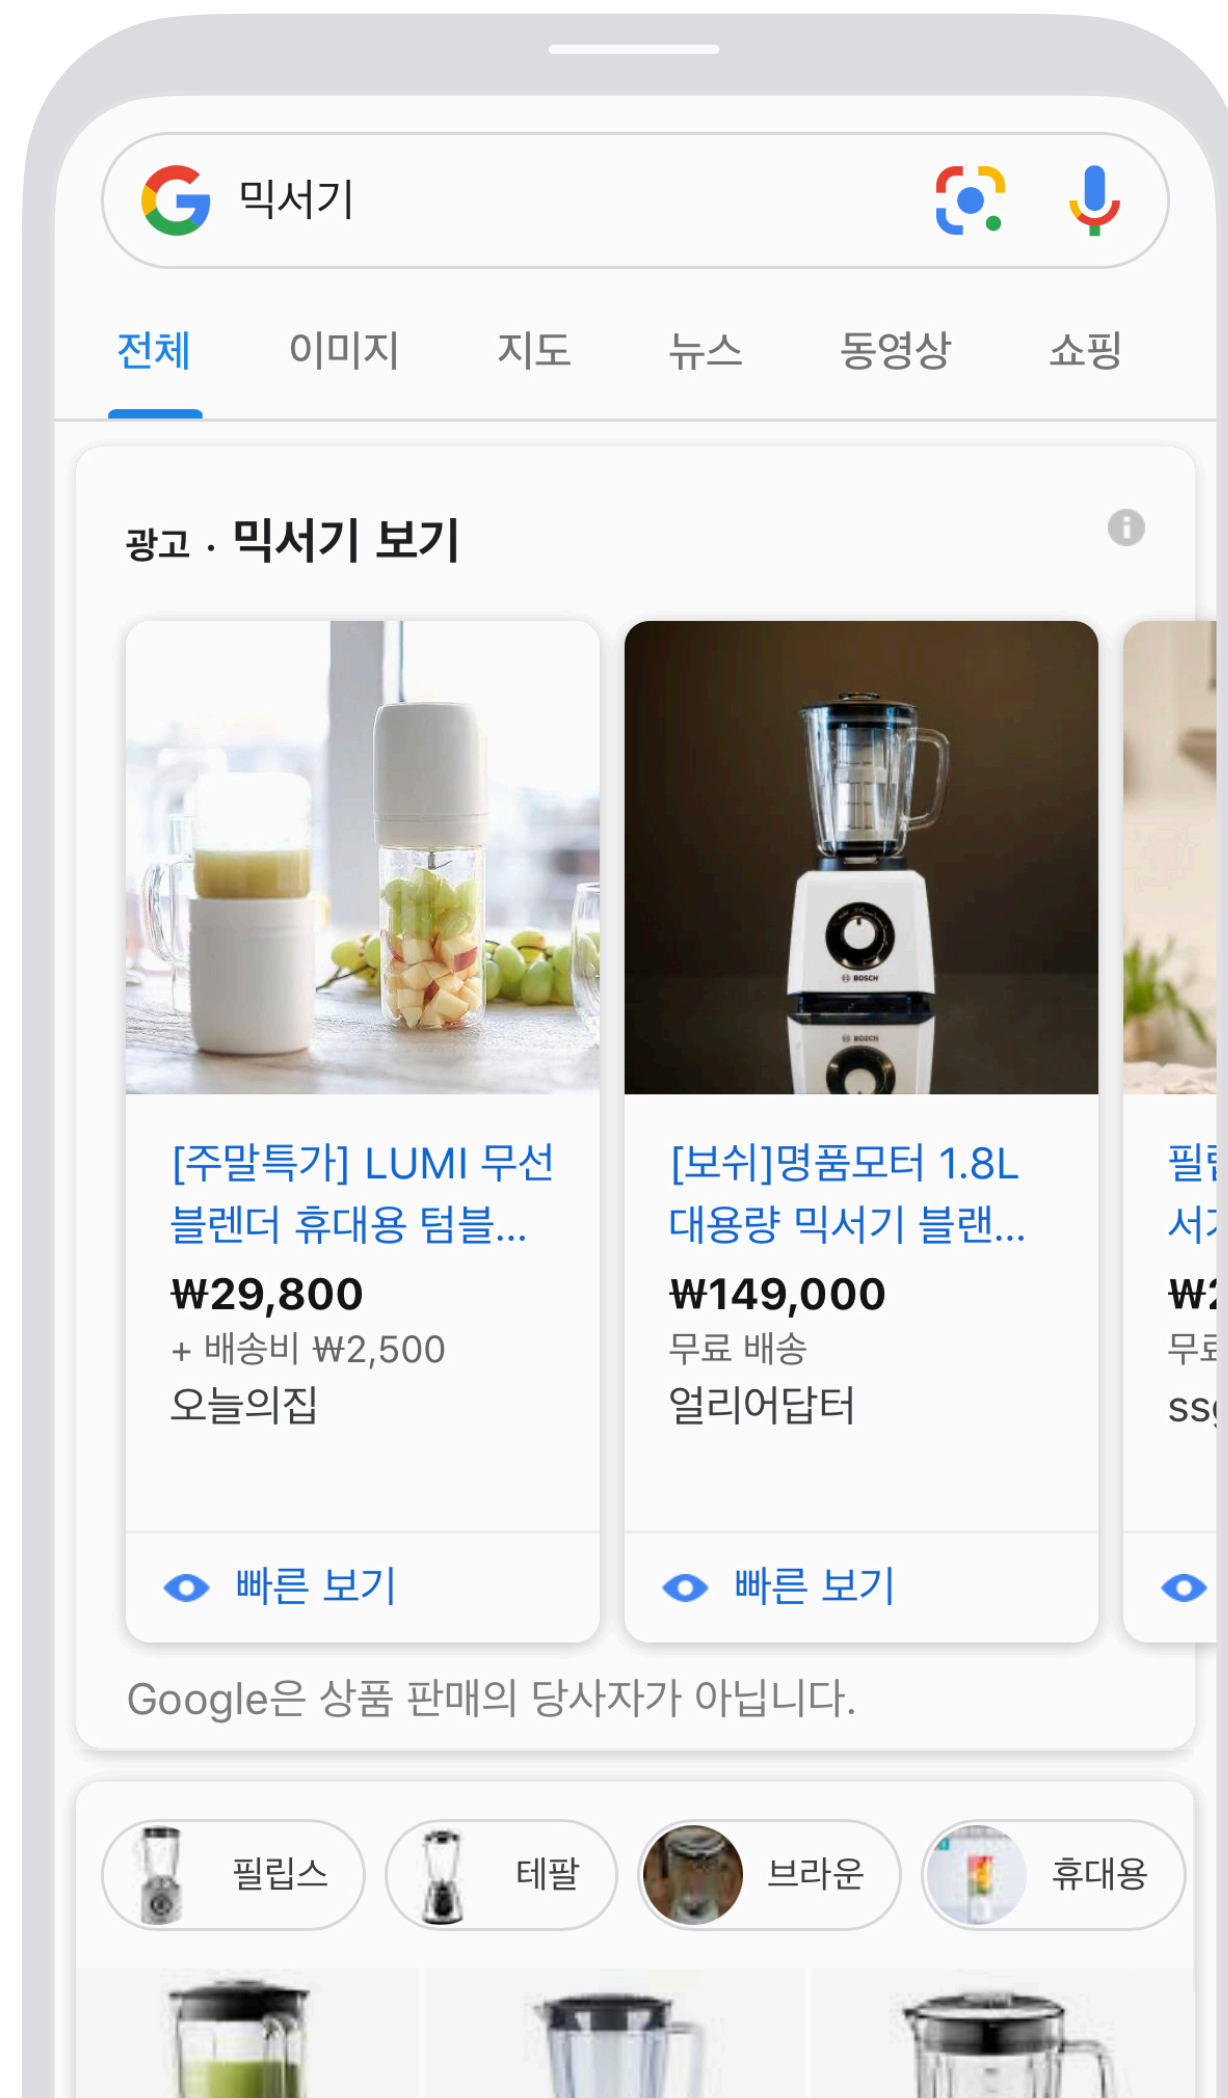 믹서기
전체 이미지 지도 뉴스 동영상 쇼핑
광고 · 믹서기 보기
BOSCH
BOSCH
[주말특가] LUMI 무선
블렌더 휴대용 텀블...
₩29,800
+ 배송비 ₩2,500
오늘의집
[보쉬]명품모터 1.8L
대용량 믹서기 블랜...
₩149,000
무료 배송
얼리어답터
빠른 보기
빠른 보기
Google은 상품 판매의 당사자가 아닙니다.
필립스 테팔 브라운 휴대용